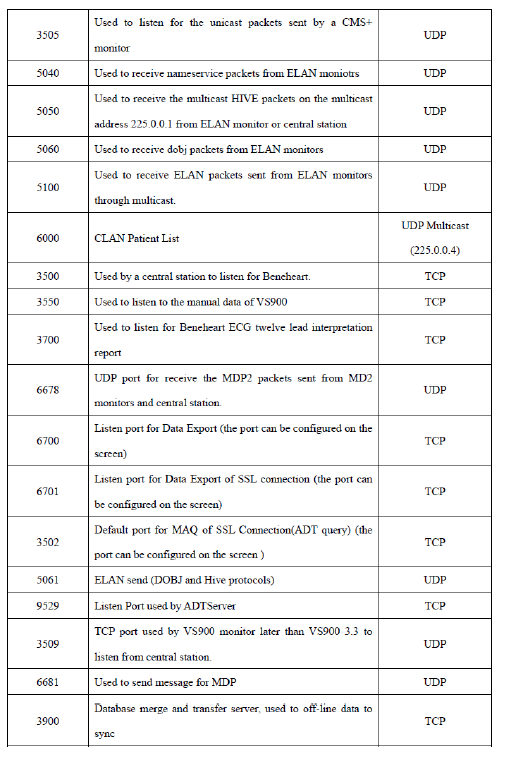 3505 Used to listen for the unicast packets sent by a CMS+ UDP
monitor
5040 Used to receive nameservice packets from ELAN moniotrs UDP
5050 Used to receive the multicast HIVE packets on the multicast UDP
address 225.0.0.1 from ELAN monitor or central station
5060 Used to receive dobj packets from ELAN monitors UDP
5100 Used to receive ELAN packets sent from ELAN monitors UDP
through multicast.
6000 CLAN Patient List UDP Multicast
(225.0.0.4)
3500 Used by a central station to listen for Beneheart. TCP
3550 Used to listen to the manual data of VS900 TCP
3700 Used to listen for Beneheart ECG twelve lead interpretation TCP
report
6678 UDP port for receive the MDP2 packets sent from MD2 UDP
monitors and central station.
6700 Listen port for Data Export (the port can be configured on the TCP
screen)
6701 Listen port for Data Export of SSL connection (the port can TCP
be configured on the screen)
3502 Default port for MAQ of SSL Connection(ADT query) (the TCP
port can be configured on the screen )
5061 ELAN send (DOBJ and Hive protocols) UDP
9529 Listen Port used by ADTServer TCP
3509 TCP port used by VS900 monitor later than VS900 3.3 to UDP
listen from central station.
6681 Used to send message for MDP UDP
3900 Database merge and transfer server, used to off-line data to TCP
sync